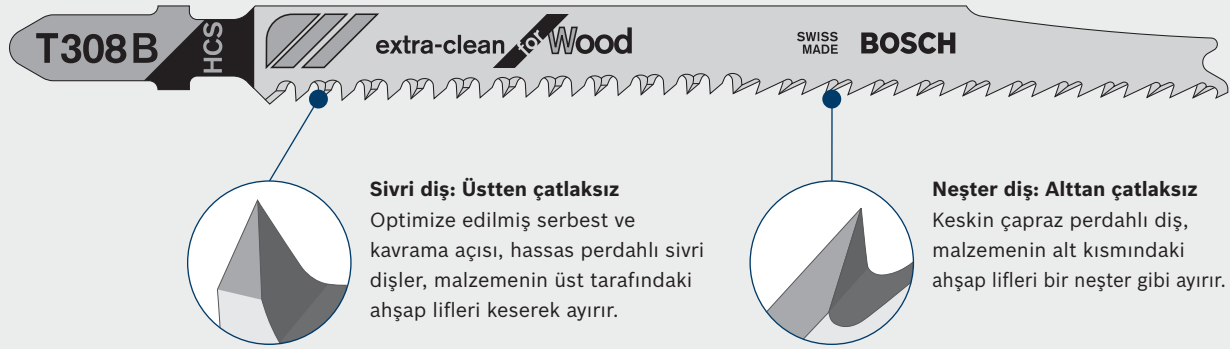 T308B
HCS
extra-clean for Wood
SWISS
MADE
BOSCH
Sivri diş: Üstten çatlaksız
Optimize edilmiş serbest ve
kavrama açısı, hassas perdahlı sivri
dişler, malzemenin üst tarafındaki
ahşap lifleri keserek ayırır.
Neşter diş: Alttan çatlaksız
Keskin çapraz perdahlı diş,
malzemenin alt kısmındaki
ahşap lifleri bir neşter gibi ayırır.